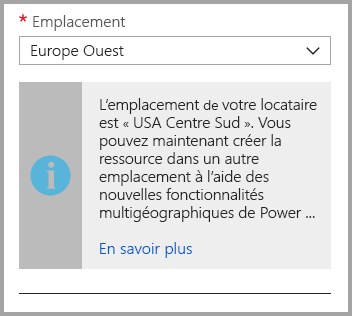 * Emplacement
Europe Ouest
L'emplacement de votre locataire
est « USA Centre Sud ». Vous
pouvez maintenant créer la
ressource dans un autre
emplacement à l'aide des
nouvelles fonctionnalités
multigéographiques de Power ...
En savoir plus